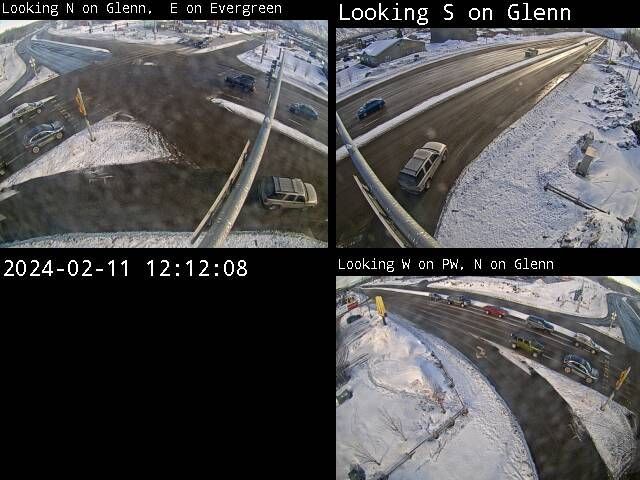 Looking N on Glenn, E on Evergreen
Looking S on Glenn
2024-02-11 12:12:08
Looking W on PW, N on Glenn